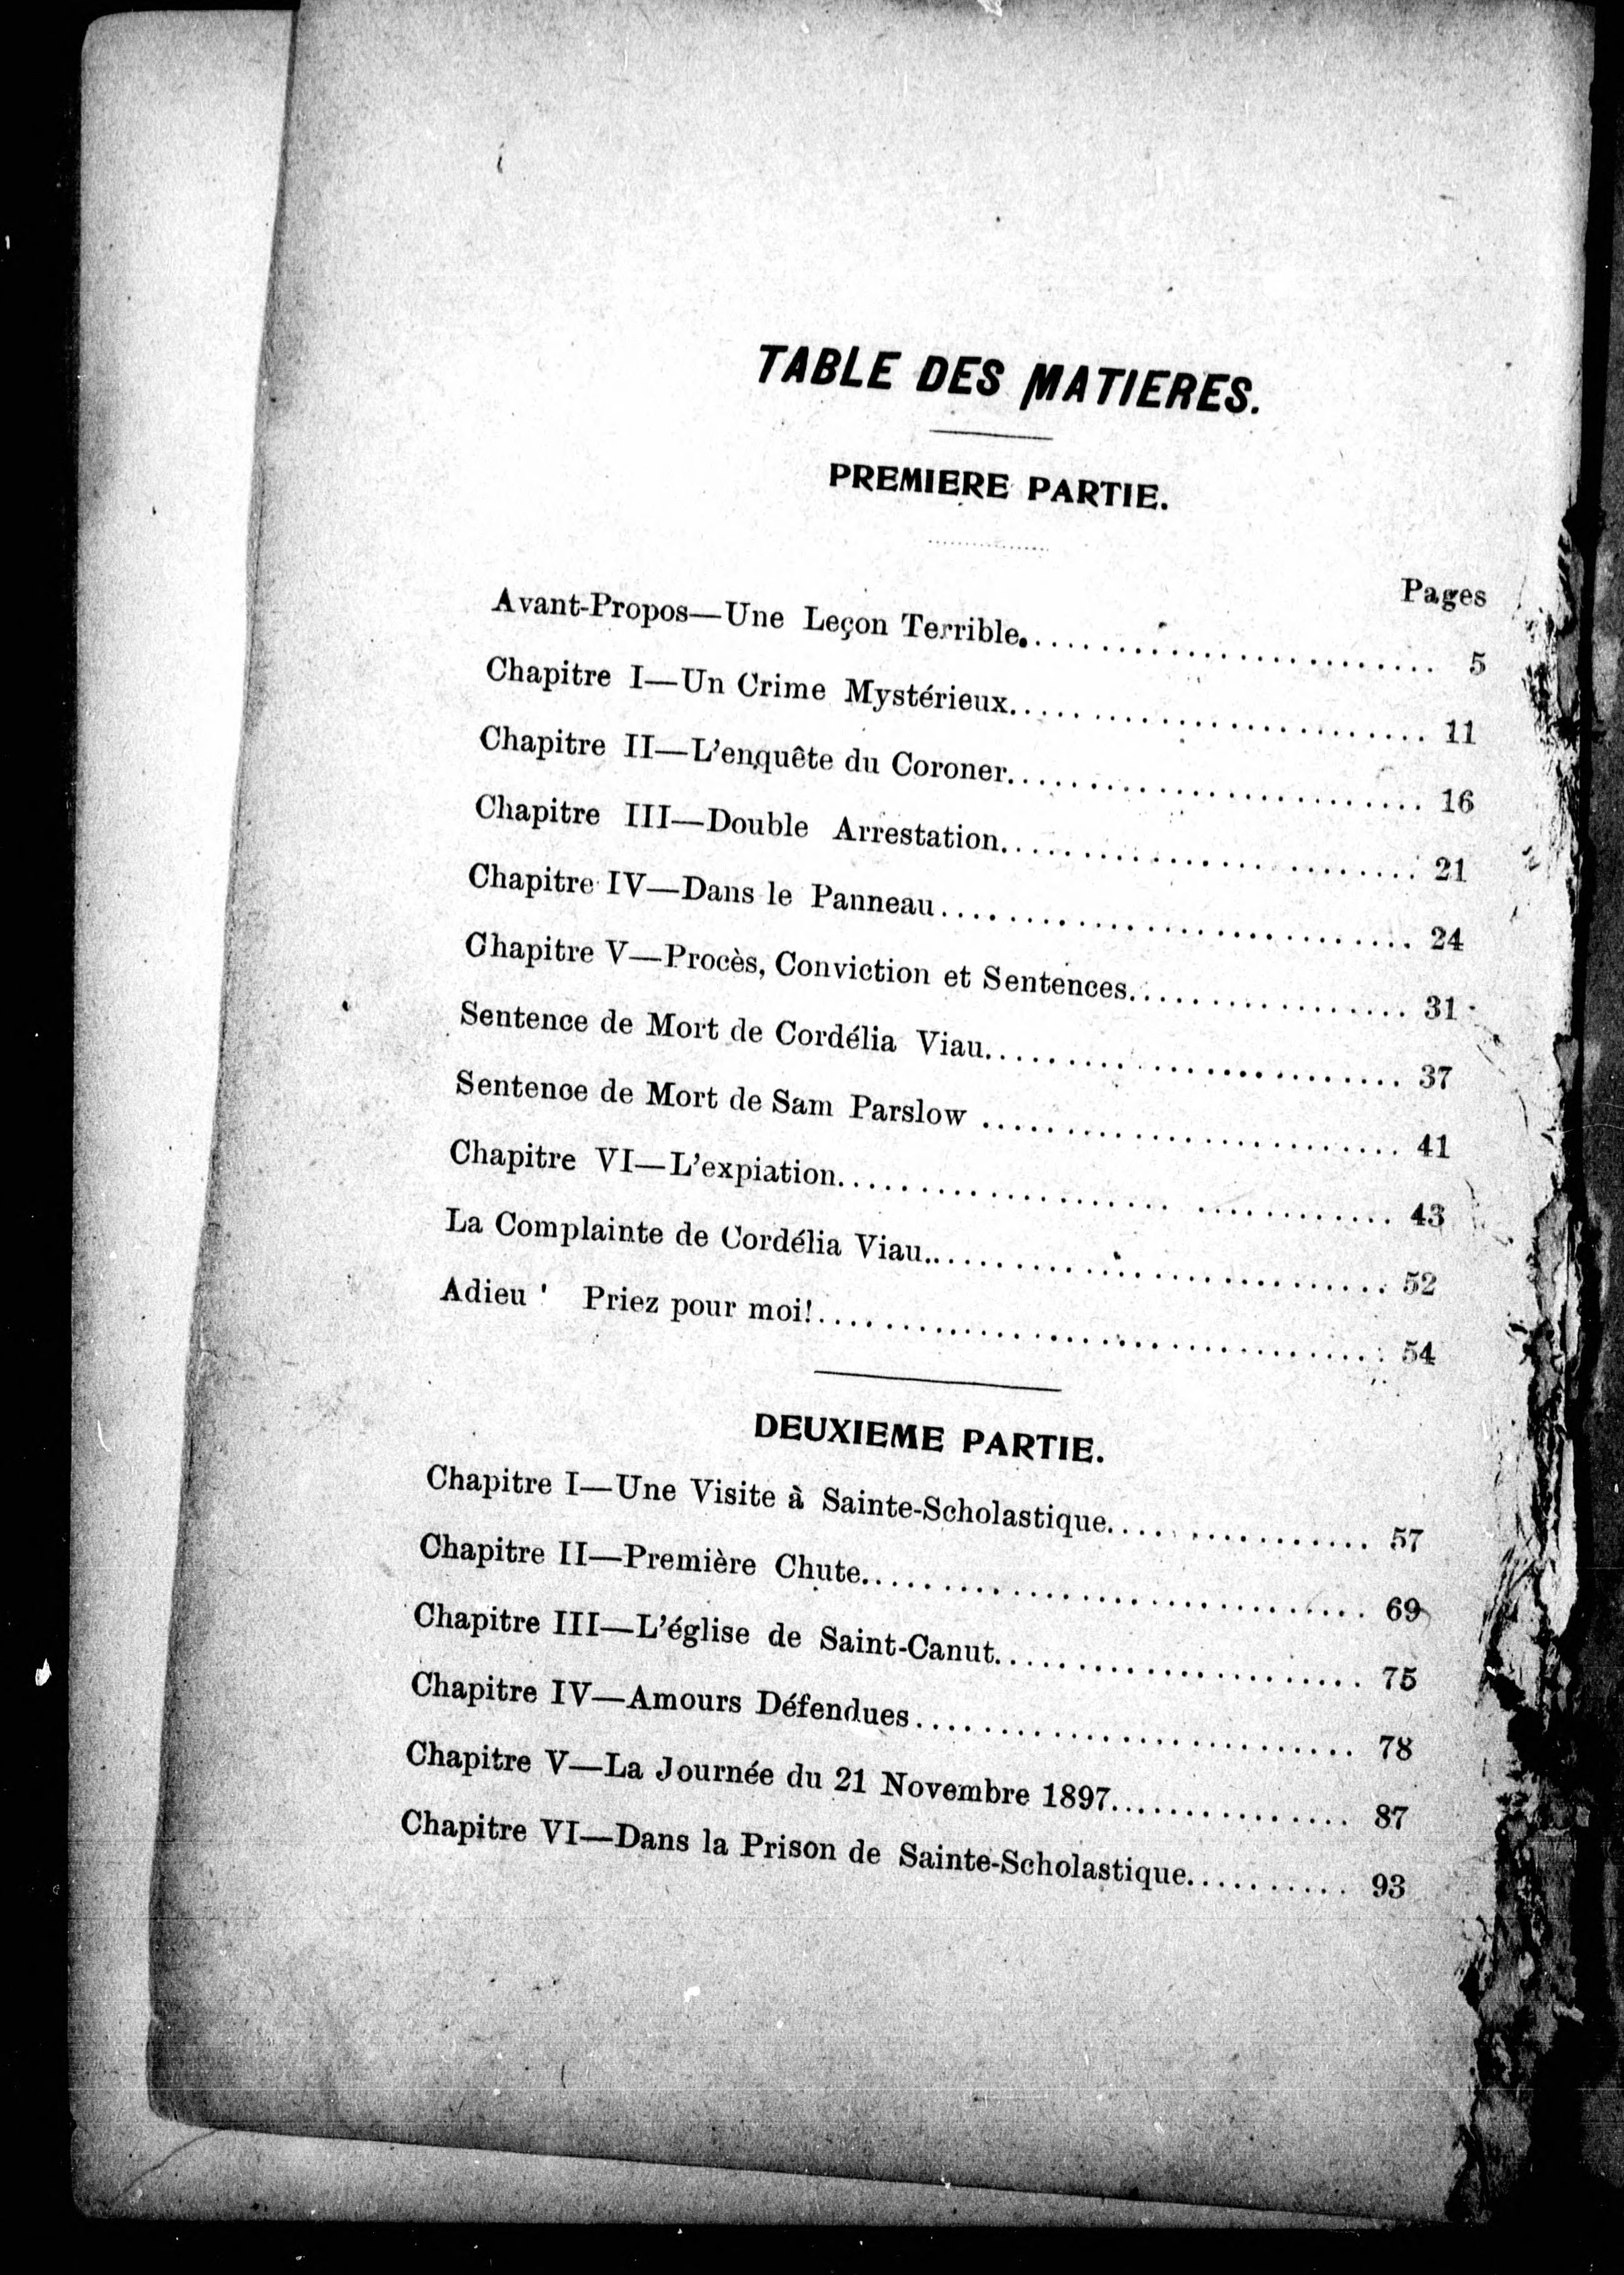 TABLE DES MATIERES.
PREMIERE PARTIE.
Pages
Avant-Propos—Une Leçon Terrible........................... 5
Chapitre I—Un Crime Mystérieux........................... 11
Chapitre II—L'enquête du Coroner........................... 16
Chapitre III—Double Arrestation........................... 21
Chapitre IV—Dans le Panneau........................... 24
Chapitre V—Procès, Conviction et Sentences.................. 31
Sentence de Mort de Cordélia Viau........................... 37
Sentence de Mort de Sam Parslow ........................... 41
Chapitre VI—L'expiation................................. 43
La Complainte de Cordélia Viau............................. 52
Adieu ' Priez pour moi!.................................... 54
DEUXIEME PARTIE.
Chapitre I—Une Visite à Sainte-Scholastique................ 57
Chapitre II—Première Chute................................ 69
Chapitre III—L'église de Saint-Canut....................... 75
Chapitre IV—Amours Défendues........................... 78
Chapitre V—La Journée du 21 Novembre 1897............... 87
Chapitre VI—Dans la Prison de Sainte-Scholastique.......... 93